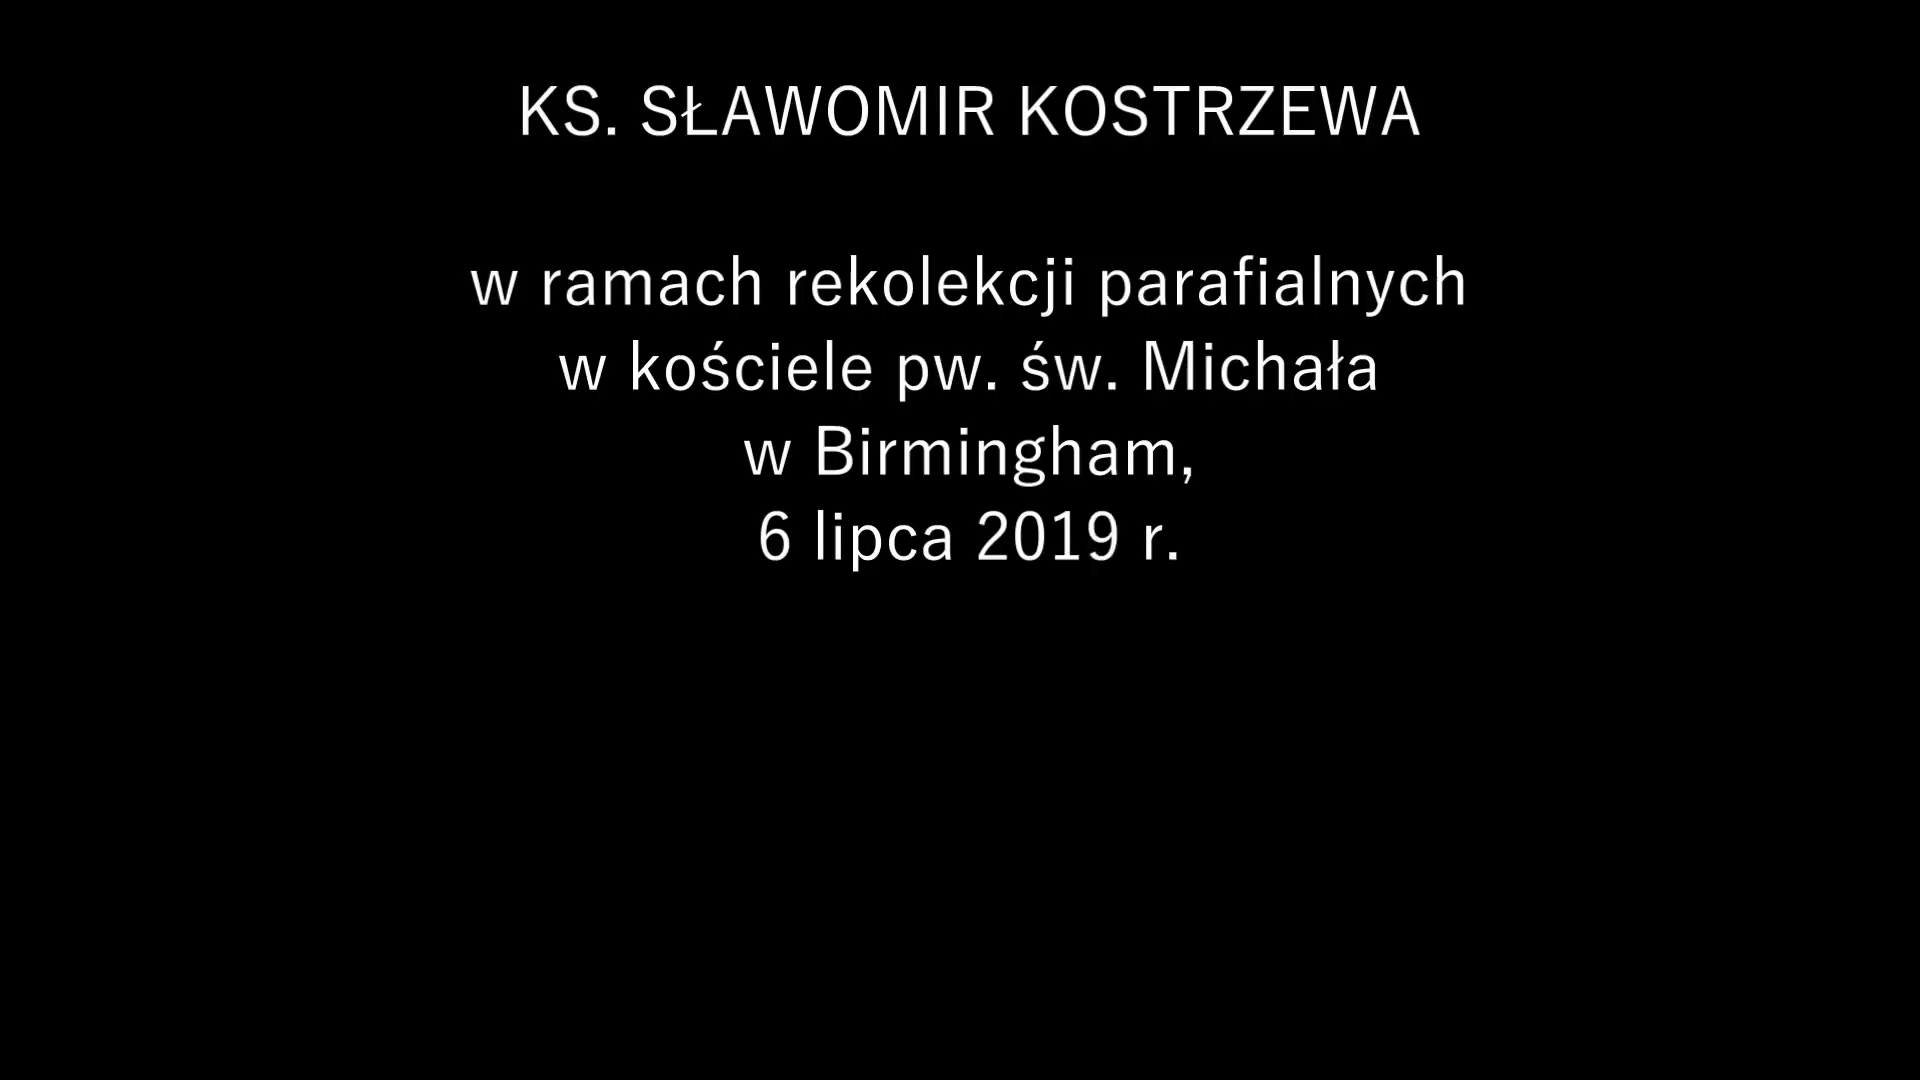 KS. SŁAWOMIR KOSTRZEWA
w ramach rekolekcji parafialnych
w kościele pw. św. Michała
w Birmingham,
6 lipca 2019 r.